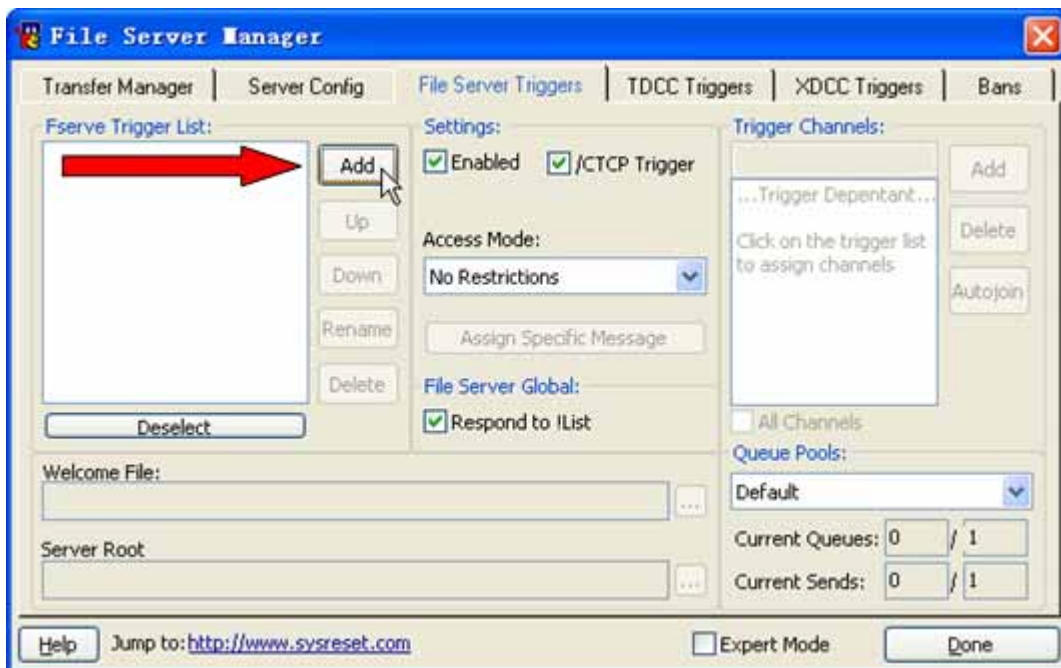 File Server Manager
Transfer Manager
Server Config
File Server Triggers
TDCC Triggers
XDCC Triggers
Bans
Fserve Trigger List:
Add
Up
Down
Rename
Delete
Deselect
Settings:
Enabled
/CTCP Trigger
Access Mode:
No Restrictions
Assign Specific Message
File Server Global:
Respond to !List
Trigger Channels:
...Trigger Dependant...
Click on the trigger list
to assign channels
Add
Delete
Autojoin
All Channels
Welcome File:
...
Server Root
...
Queue Pools:
Default
Current Queues: 0 / 1
Current Sends: 0 / 1
Help
Jump to: http://www.sysreset.com
Expert Mode
Done